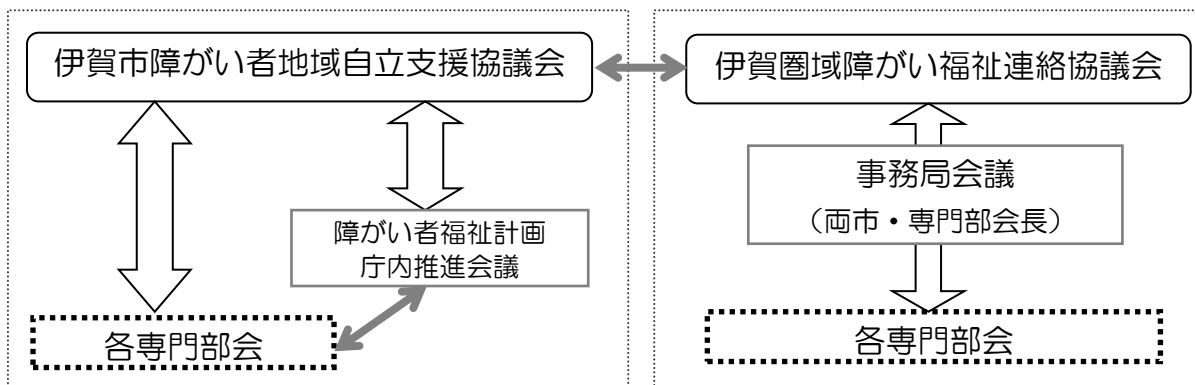 伊賀市障がい者地域自立支援協議会
障がい者福祉計画
庁内推進会議
各専門部会
伊賀圏域障がい福祉連絡協議会
事務局会議
（両市・専門部会長）
各専門部会